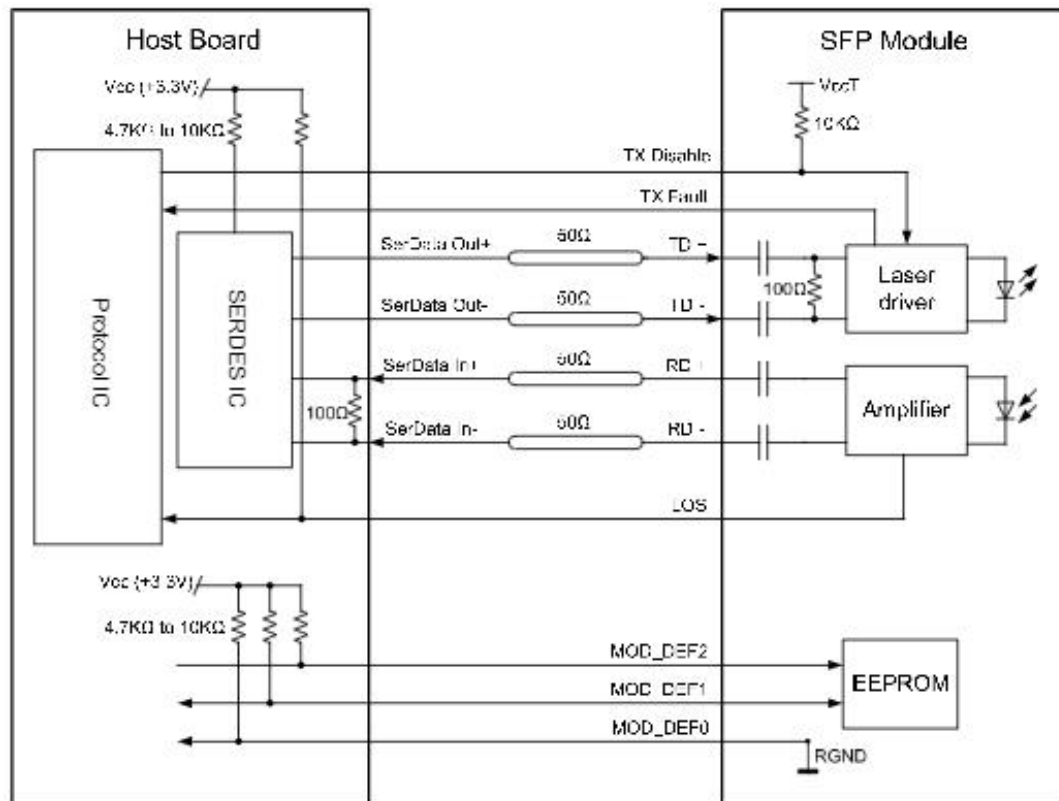 Host Board
SFP Module
Vcc (+3.3V)
4.7KΩ to 10KΩ
VccT
10KΩ
TX Disable
TX Fault
SerData Out+
50Ω
TD +
SerData Out-
50Ω
TD -
100Ω
Laser
driver
Protocol IC
SERDES IC
SerData In+
50Ω
RD +
100Ω
SerData In-
50Ω
RD -
Amplifier
LOS
Vcc (+3.3V)
4.7KΩ to 10KΩ
MOD_DEF2
MOD_DEF1
MOD_DEF0
EEPROM
RGND